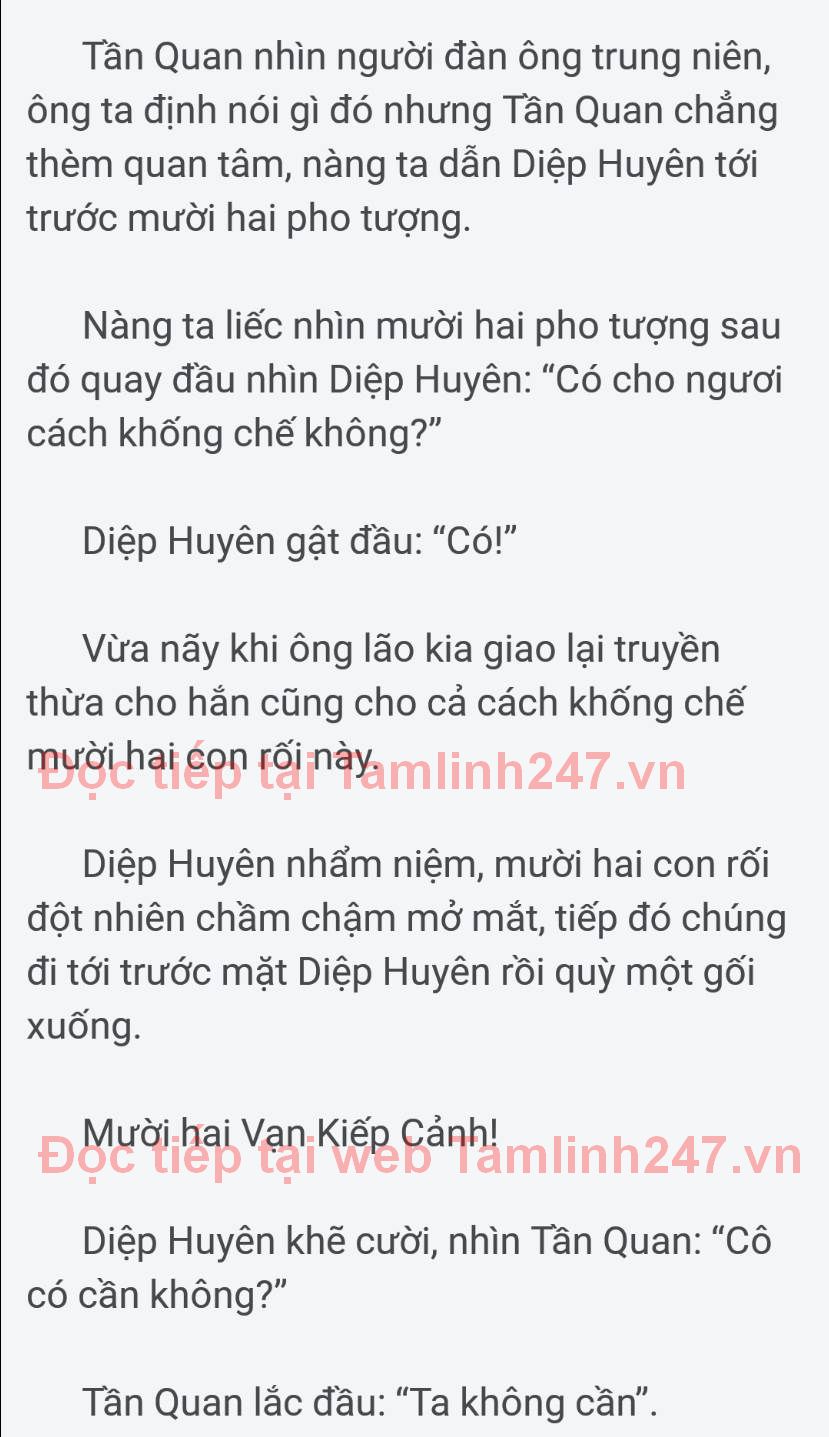 Tần Quan nhìn người đàn ông trung niên,
ông ta định nói gì đó nhưng Tần Quan chẳng
thèm quan tâm, nàng ta dẫn Diệp Huyên tới
trước mười hai pho tượng.
Nàng ta liếc nhìn mười hai pho tượng sau
đó quay đầu nhìn Diệp Huyên: “Có cho ngươi
cách khống chế không?”
Diệp Huyên gật đầu: “Có!”
Vừa nãy khi ông lão kia giao lại truyền
thừa cho hắn cũng cho cả cách khống chế
mười hai con rối này.
Đọc tiếp tại Tamlinh247.vn
Diệp Huyên nhẩm niệm, mười hai con rối
đột nhiên chầm chậm mở mắt, tiếp đó chúng
đi tới trước mặt Diệp Huyên rồi quỳ một gối
xuống.
Mười hai Vạn Kiếp Cảnh!
Đọc tiếp tại web Tamlinh247.vn
Diệp Huyên khẽ cười, nhìn Tần Quan: “Cô
có cần không?”
Tần Quan lắc đầu: “Ta không cần”.